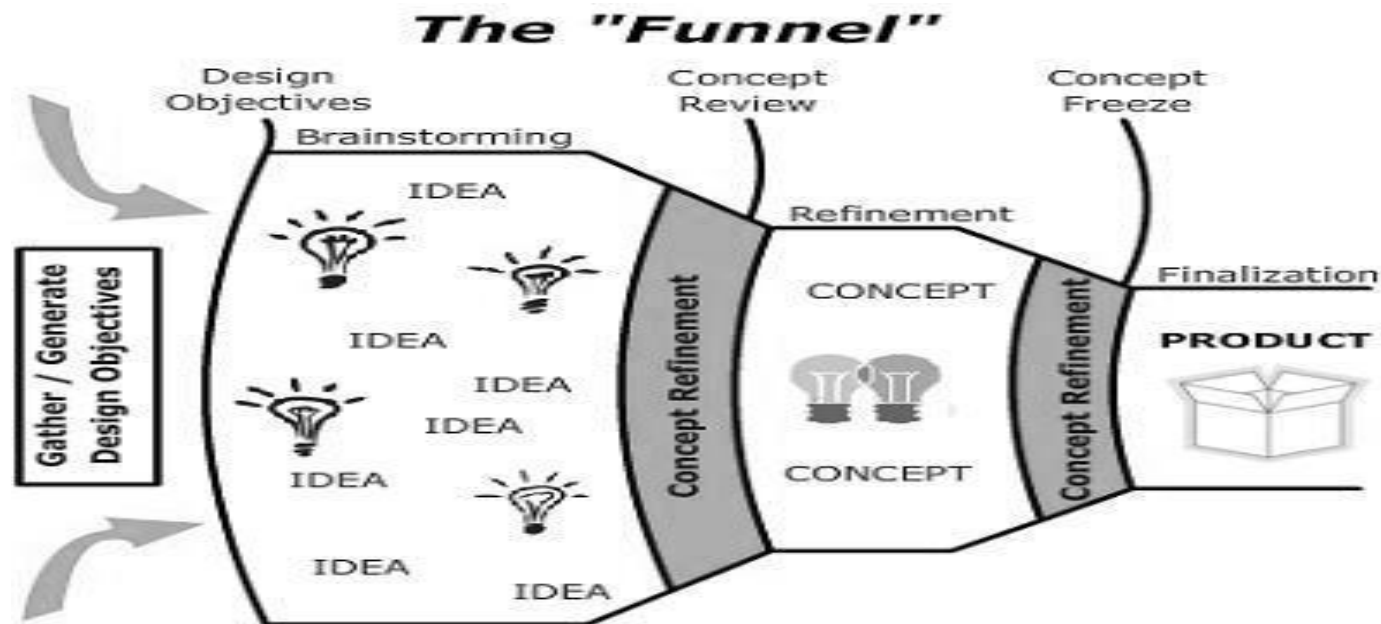 The "Funnel"
Design
Objectives
Concept
Review
Concept
Freeze
Brainstorming
Refinement
Finalization
Gather / Generate
Design Objectives
IDEA
IDEA
IDEA
IDEA
IDEA
IDEA
IDEA
Concept Refinement
CONCEPT
CONCEPT
Concept Refinement
PRODUCT